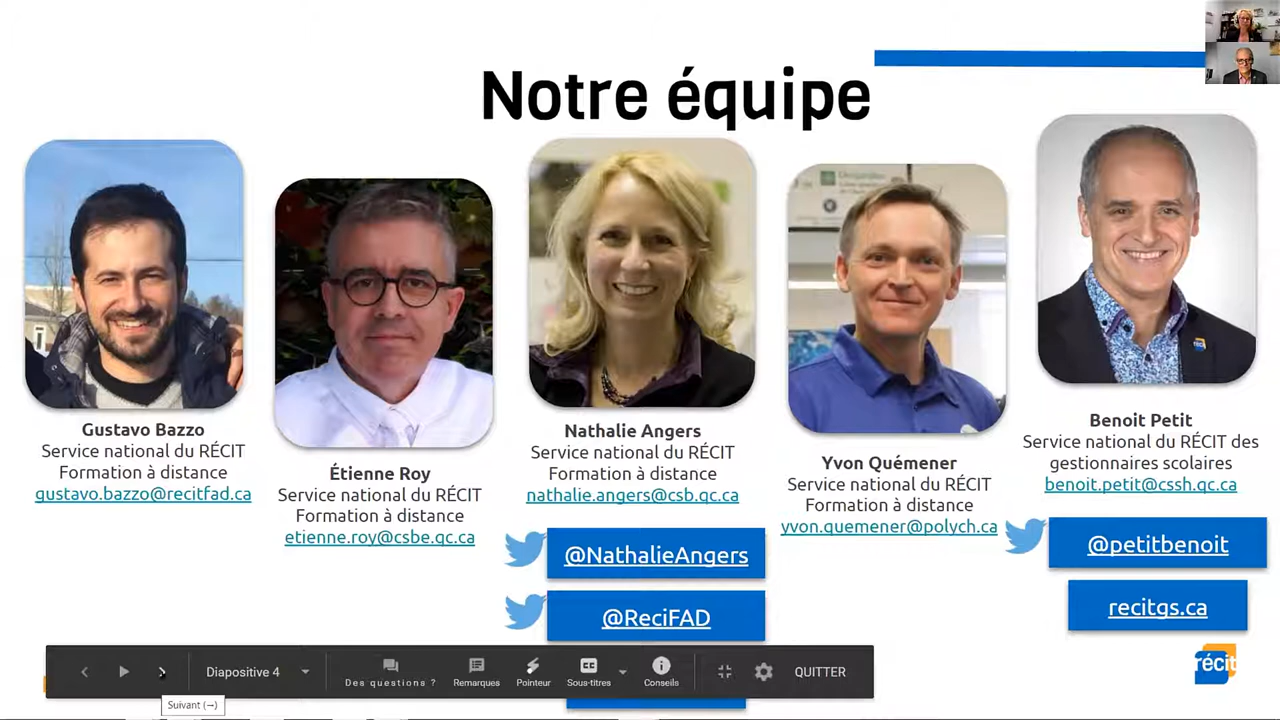 Notre équipe
Gustavo Bazzo
Service national du RÉCIT
Formation à distance
gustavo.bazzo@recitfad.ca
Étienne Roy
Service national du RÉCIT
Formation à distance
etienne.roy@csbe.qc.ca
Nathalie Angers
Service national du RÉCIT
Formation à distance
nathalie.angers@csb.qc.ca
@NathalieAngers
@ReciFAD
Yvon Quémener
Service national du RÉCIT
Formation à distance
yvon.quemener@polych.ca
Benoit Petit
Service national du RÉCIT des
gestionnaires scolaires
benoit.petit@cssh.qc.ca
@petitbenoit
recitgs.ca
récit
Diapositive 4
Des questions ?
Remarques
Pointeur
Sous-titres
Conseils
QUITTER
Suivant (→)